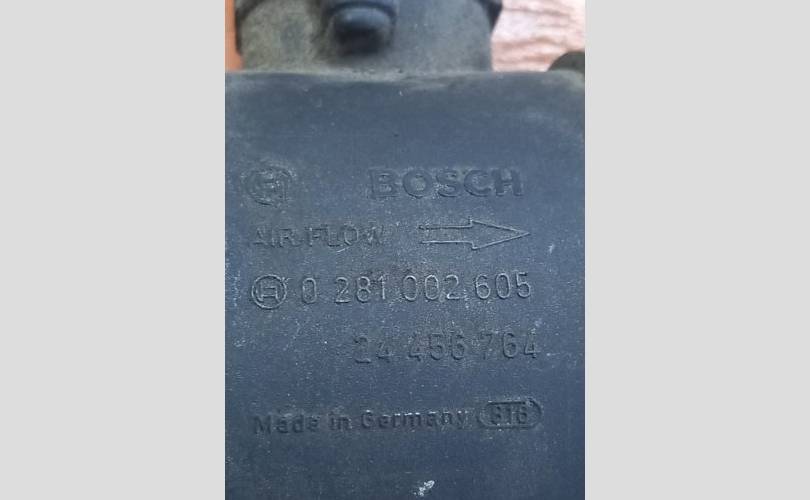 BOSCH
AIR FLOW
0 281 002 605
24 456 764
Made in Germany 816